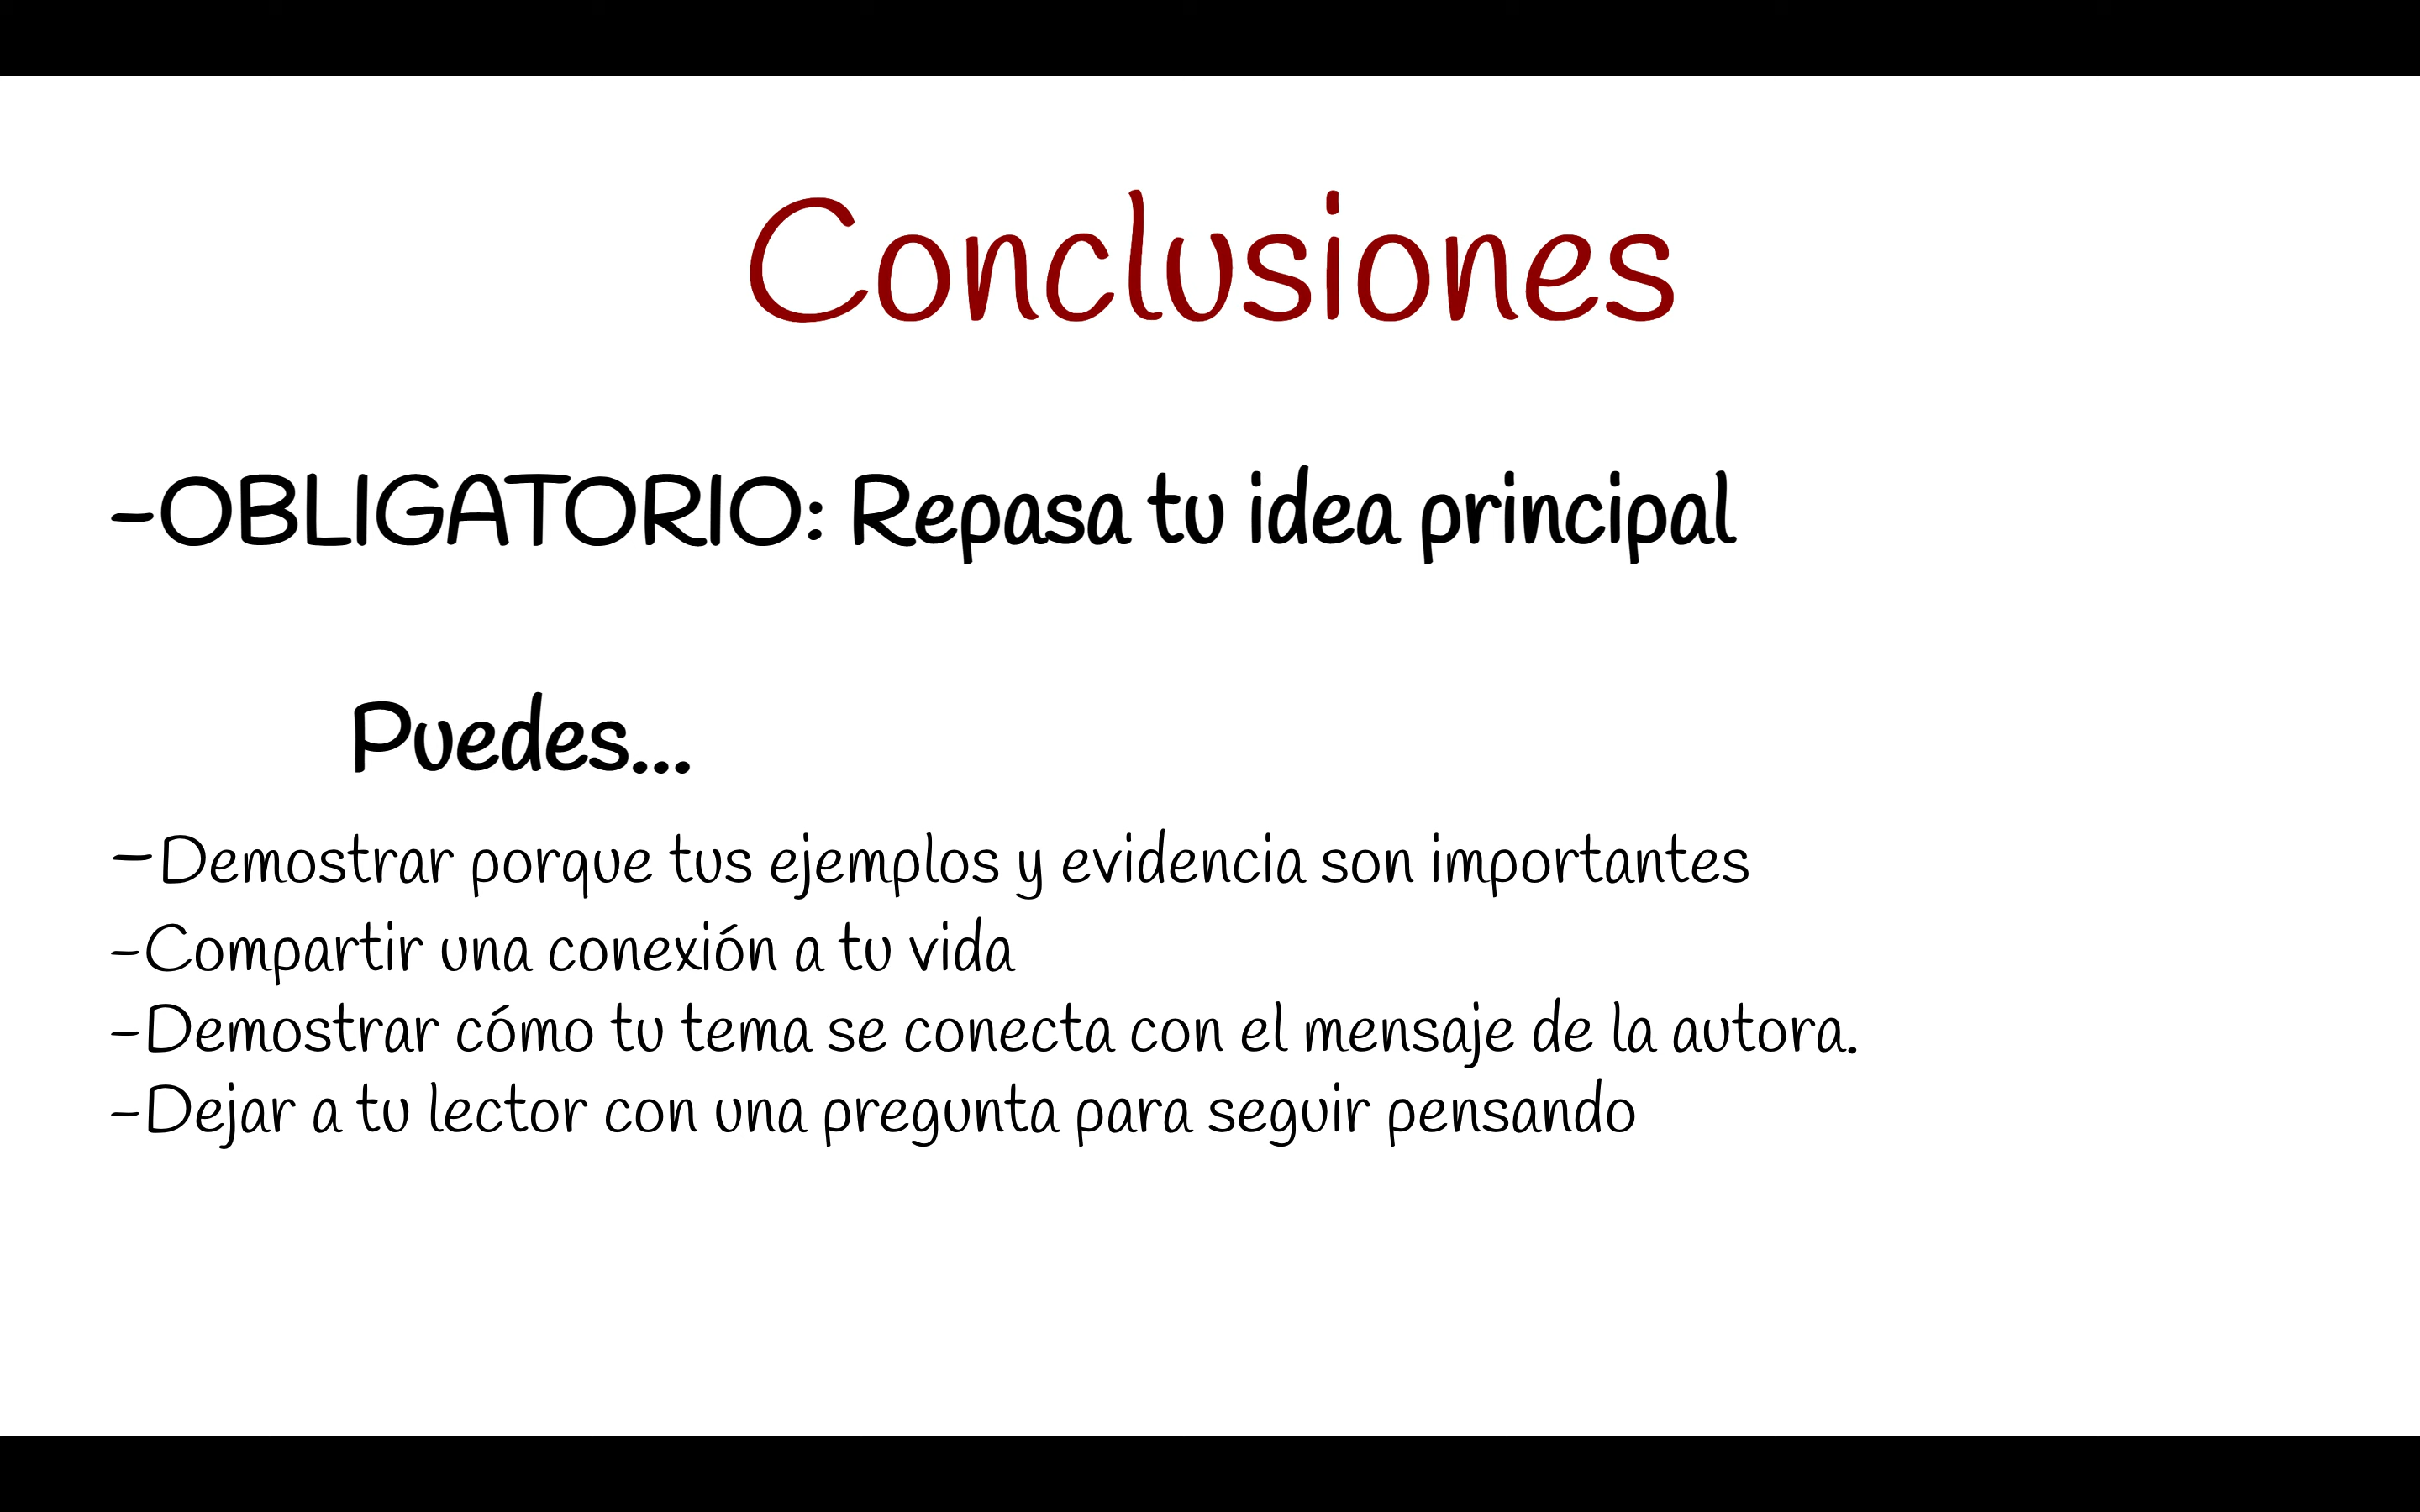 Conclusiones
-OBLIGATORIO: Repasa tu idea principal
Puedes...
-Demostrar porque tus ejemplos y evidencia son importantes
-Compartir una conexión a tu vida
-Demostrar cómo tu tema se conecta con el mensaje de la autora.
-Dejar a tu lector con una pregunta para seguir pensando